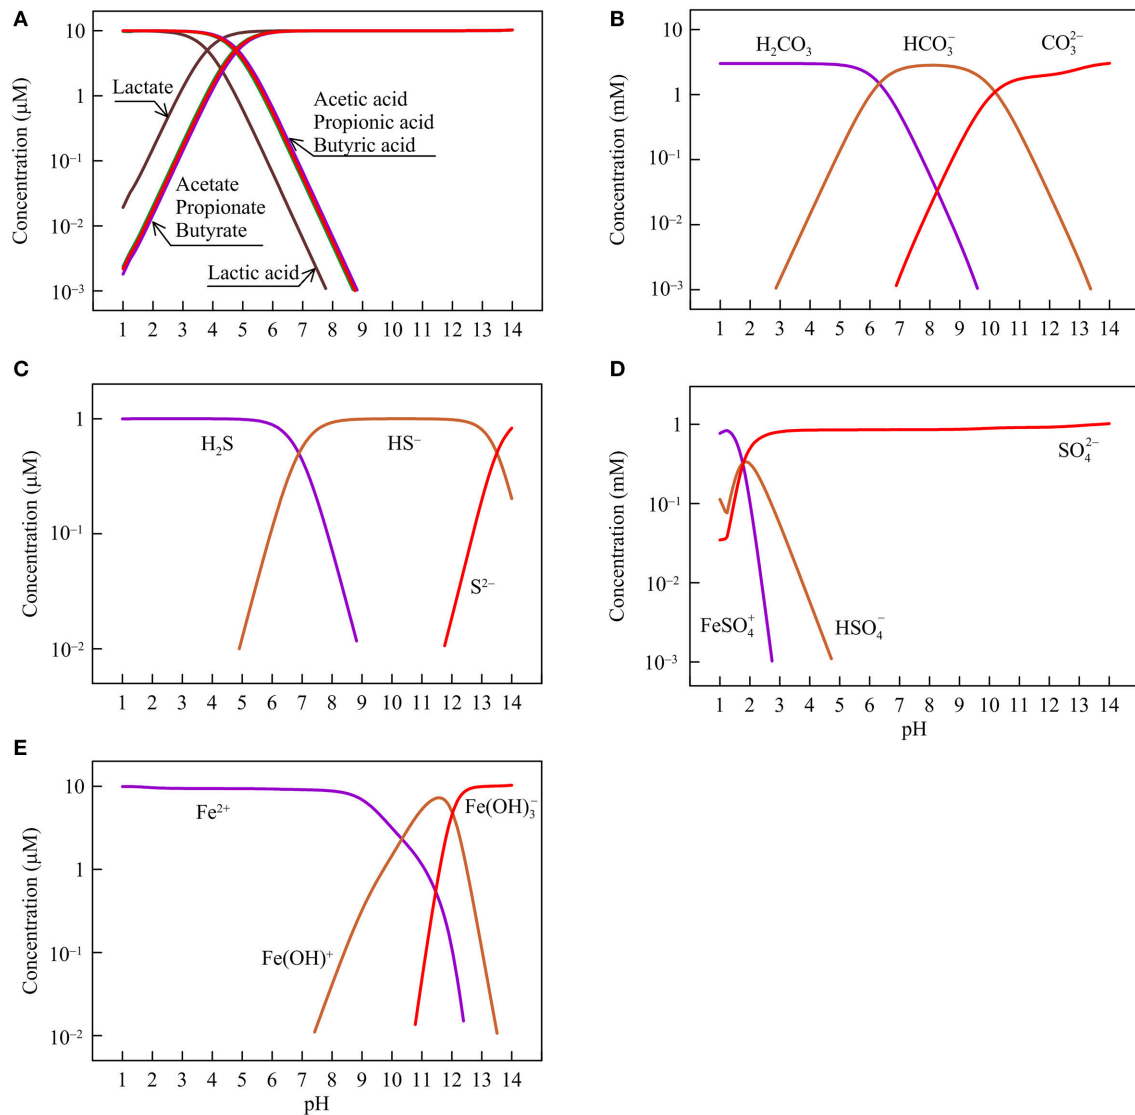 A
Concentration (μM)
10
1
10⁻¹
10⁻²
10⁻³
Lactate
Acetic acid
Propionic acid
Butyric acid
Acetate
Propionate
Butyrate
Lactic acid
1 2 3 4 5 6 7 8 9 10 11 12 13 14
B
Concentration (mM)
10
1
10⁻¹
10⁻²
10⁻³
H₂CO₃
HCO₃⁻
CO₃²⁻
1 2 3 4 5 6 7 8 9 10 11 12 13 14
C
Concentration (μM)
1
10⁻¹
10⁻²
H₂S
HS⁻
S²⁻
1 2 3 4 5 6 7 8 9 10 11 12 13 14
D
Concentration (mM)
1
10⁻¹
10⁻²
10⁻³
SO₄²⁻
FeSO₄⁺
HSO₄⁻
1 2 3 4 5 6 7 8 9 10 11 12 13 14
pH
E
Concentration (μM)
10
1
10⁻¹
10⁻²
Fe²⁺
Fe(OH)₃⁻
Fe(OH)⁺
1 2 3 4 5 6 7 8 9 10 11 12 13 14
pH